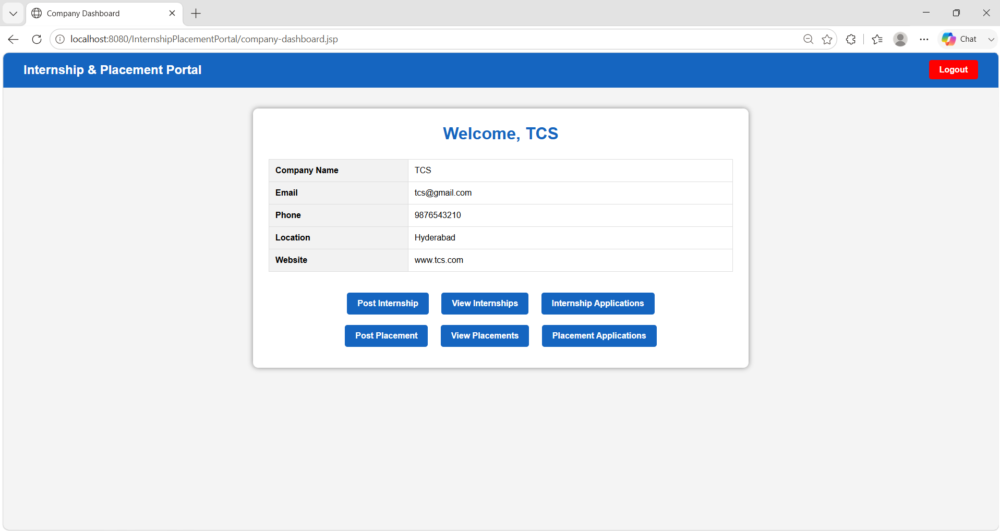 Company Dashboard
localhost:8080/InternshipPlacementPortal/company-dashboard.jsp
Chat
Internship & Placement Portal
Logout
Welcome, TCS
Company Name TCS
Email tcs@gmail.com
Phone 9876543210
Location Hyderabad
Website www.tcs.com
Post Internship View Internships Internship Applications
Post Placement View Placements Placement Applications